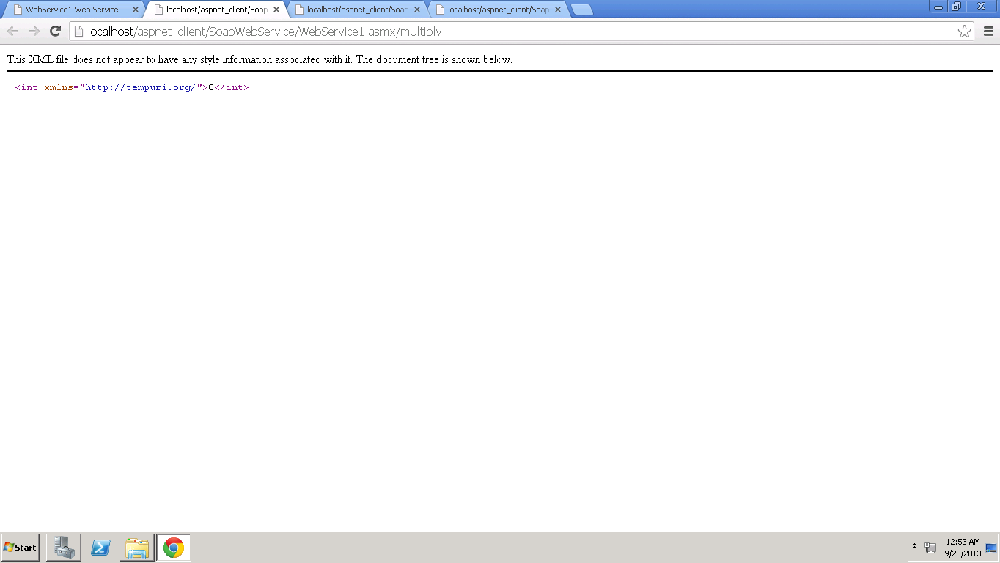 WebService1 Web Service
localhost/aspnet_client/Soap
localhost/aspnet_client/Soap
localhost/aspnet_client/Soap
localhost/aspnet_client/SoapWebService/WebService1.asmx/multiply
This XML file does not appear to have any style information associated with it. The document tree is shown below.
<int xmlns="http://tempuri.org/">0</int>
Start
12:53 AM
9/25/2013